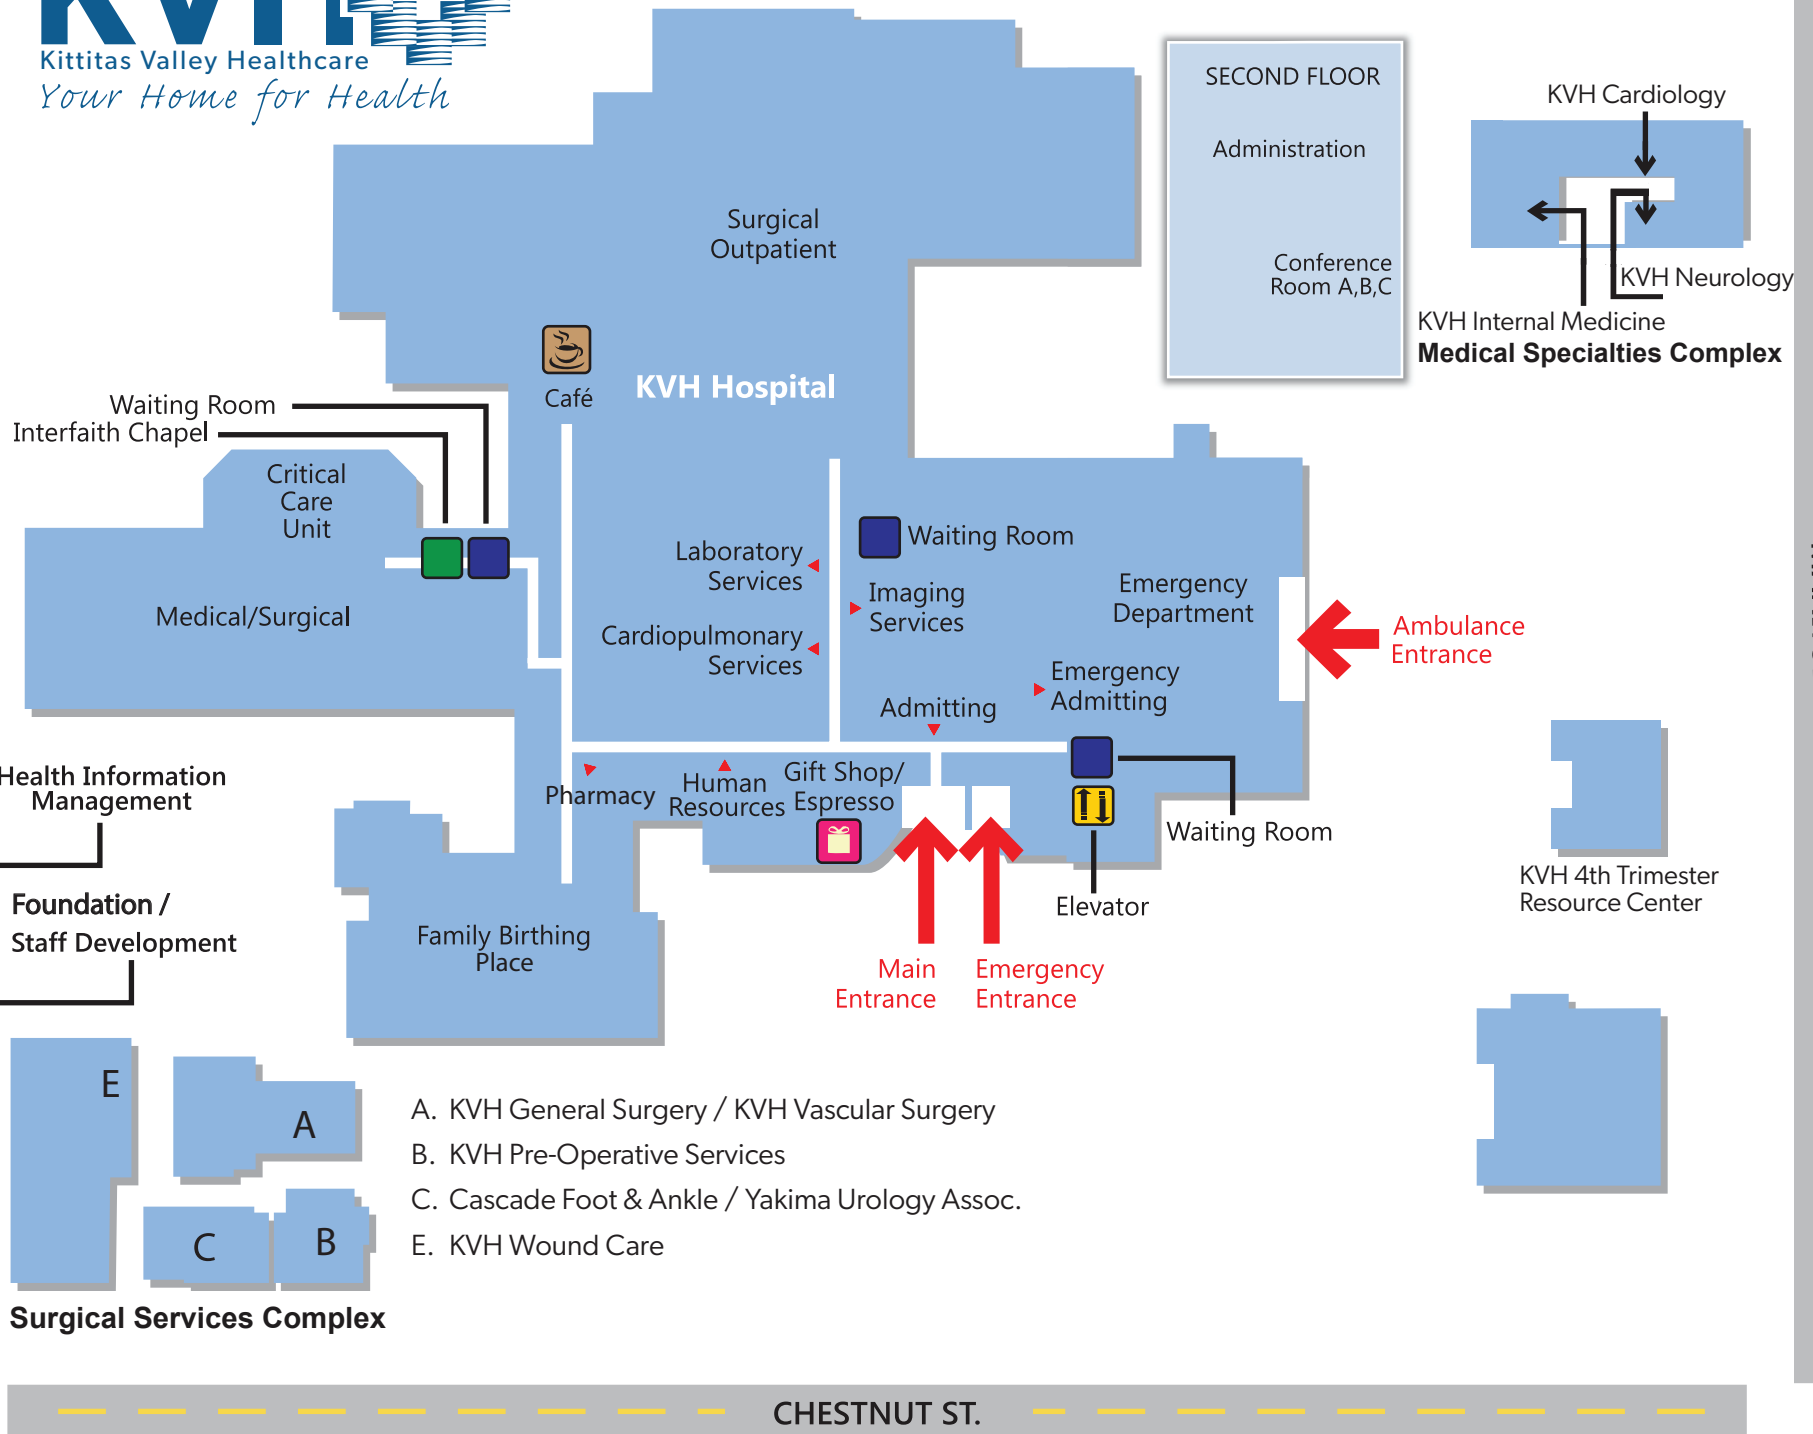 KVH
Kittitas Valley Healthcare
Your Home for Health
SECOND FLOOR
Administration
Conference
Room A,B,C
KVH Cardiology
KVH Neurology
KVH Internal Medicine
Medical Specialties Complex
Surgical
Outpatient
Café
KVH Hospital
Waiting Room
Interfaith Chapel
Critical
Care
Unit
Medical/Surgical
Laboratory
Services
Cardiopulmonary
Services
Waiting Room
Imaging
Services
Emergency
Department
Ambulance
Entrance
Emergency
Admitting
Admitting
Pharmacy
Human
Resources
Gift Shop/
Espresso
Waiting Room
Elevator
Main
Entrance
Emergency
Entrance
Health Information
Management
Foundation /
Staff Development
Family Birthing
Place
KVH 4th Trimester
Resource Center
E
A
C
B
A. KVH General Surgery / KVH Vascular Surgery
B. KVH Pre-Operative Services
C. Cascade Foot & Ankle / Yakima Urology Assoc.
E. KVH Wound Care
Surgical Services Complex
CHESTNUT ST.